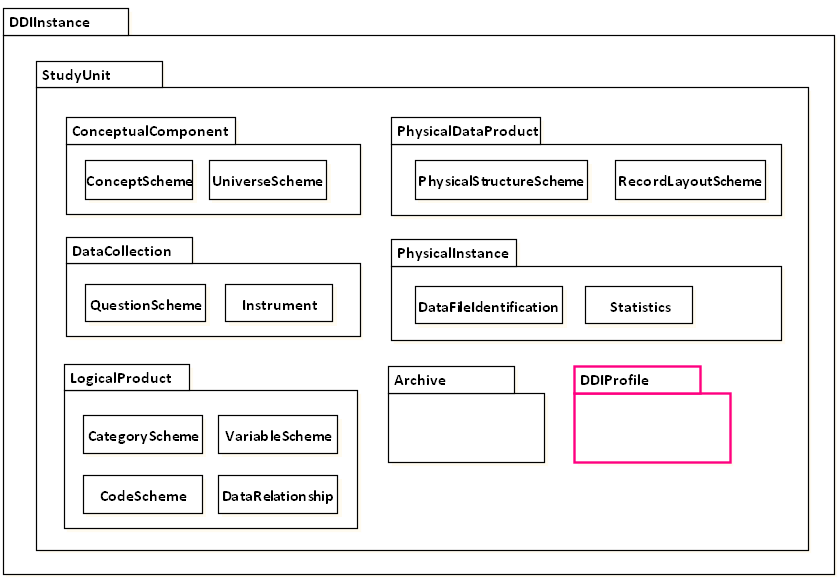 DDIInstance
StudyUnit
ConceptualComponent
ConceptScheme
UniverseScheme
PhysicalDataProduct
PhysicalStructureScheme
RecordLayoutScheme
DataCollection
QuestionScheme
Instrument
PhysicalInstance
DataFileIdentification
Statistics
LogicalProduct
CategoryScheme
VariableScheme
CodeScheme
DataRelationship
Archive
DDIProfile